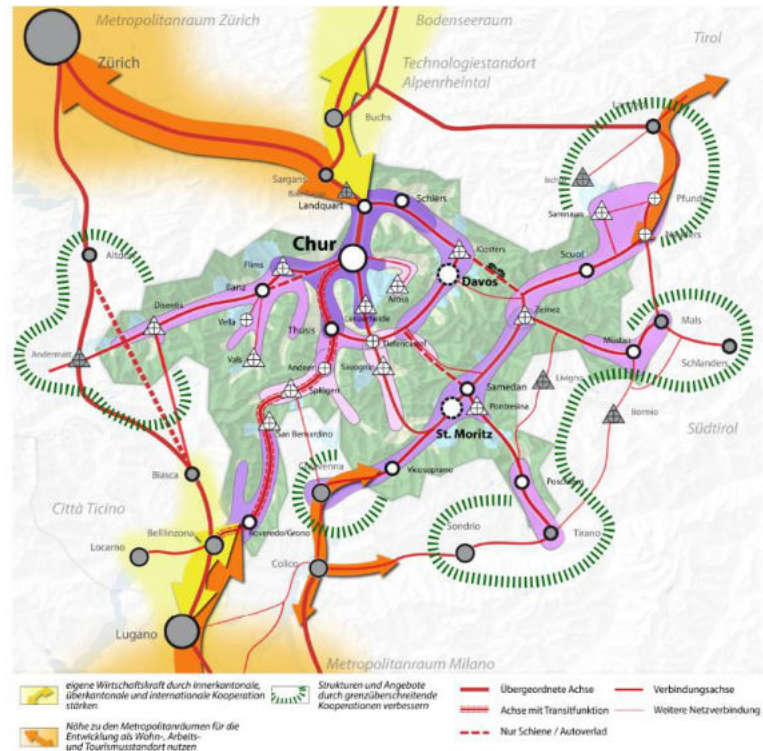 Metropolitanraum Zürich
Bodenseeraum
Tirol
Zürich
Technologiestandort
Alpenrheintal
Buchs
Sargans
Landquart
Schiers
Samnaun
Pfunds
Chur
Klosters
Altdorf
Flims
Davos
Scuol
Ilanz
Arosa
Disentis
Vella
Lenzerheide
Zernez
Mals
Thusis
Tiefencastel
Müstair
Andermatt
Vals
Andeer
Savognin
Schlanders
Samedan
Livigno
Splügen
Pontresina
Bormio
San Bernardino
St. Moritz
Südtirol
Biasca
Vicosoprano
Città Ticino
Bellinzona
Roveredo/Grono
Sondrio
Tirano
Locarno
Colico
Lugano
Metropolitanraum Milano
eigene Wirtschaftskraft durch innerkantonale,
überkantonale und internationale Kooperation
stärken.
Strukturen und Angebote
durch grenzüberschreitende
Kooperationen verbessern
Übergeordnete Achse
Verbindungsachse
Achse mit Transitfunktion
Weitere Netzverbindung
Nähe zu den Metropolitanräumen für die
Entwicklung als Wohn-, Arbeits-
und Tourismusstandort nutzen
Nur Schiene / Autoverlad